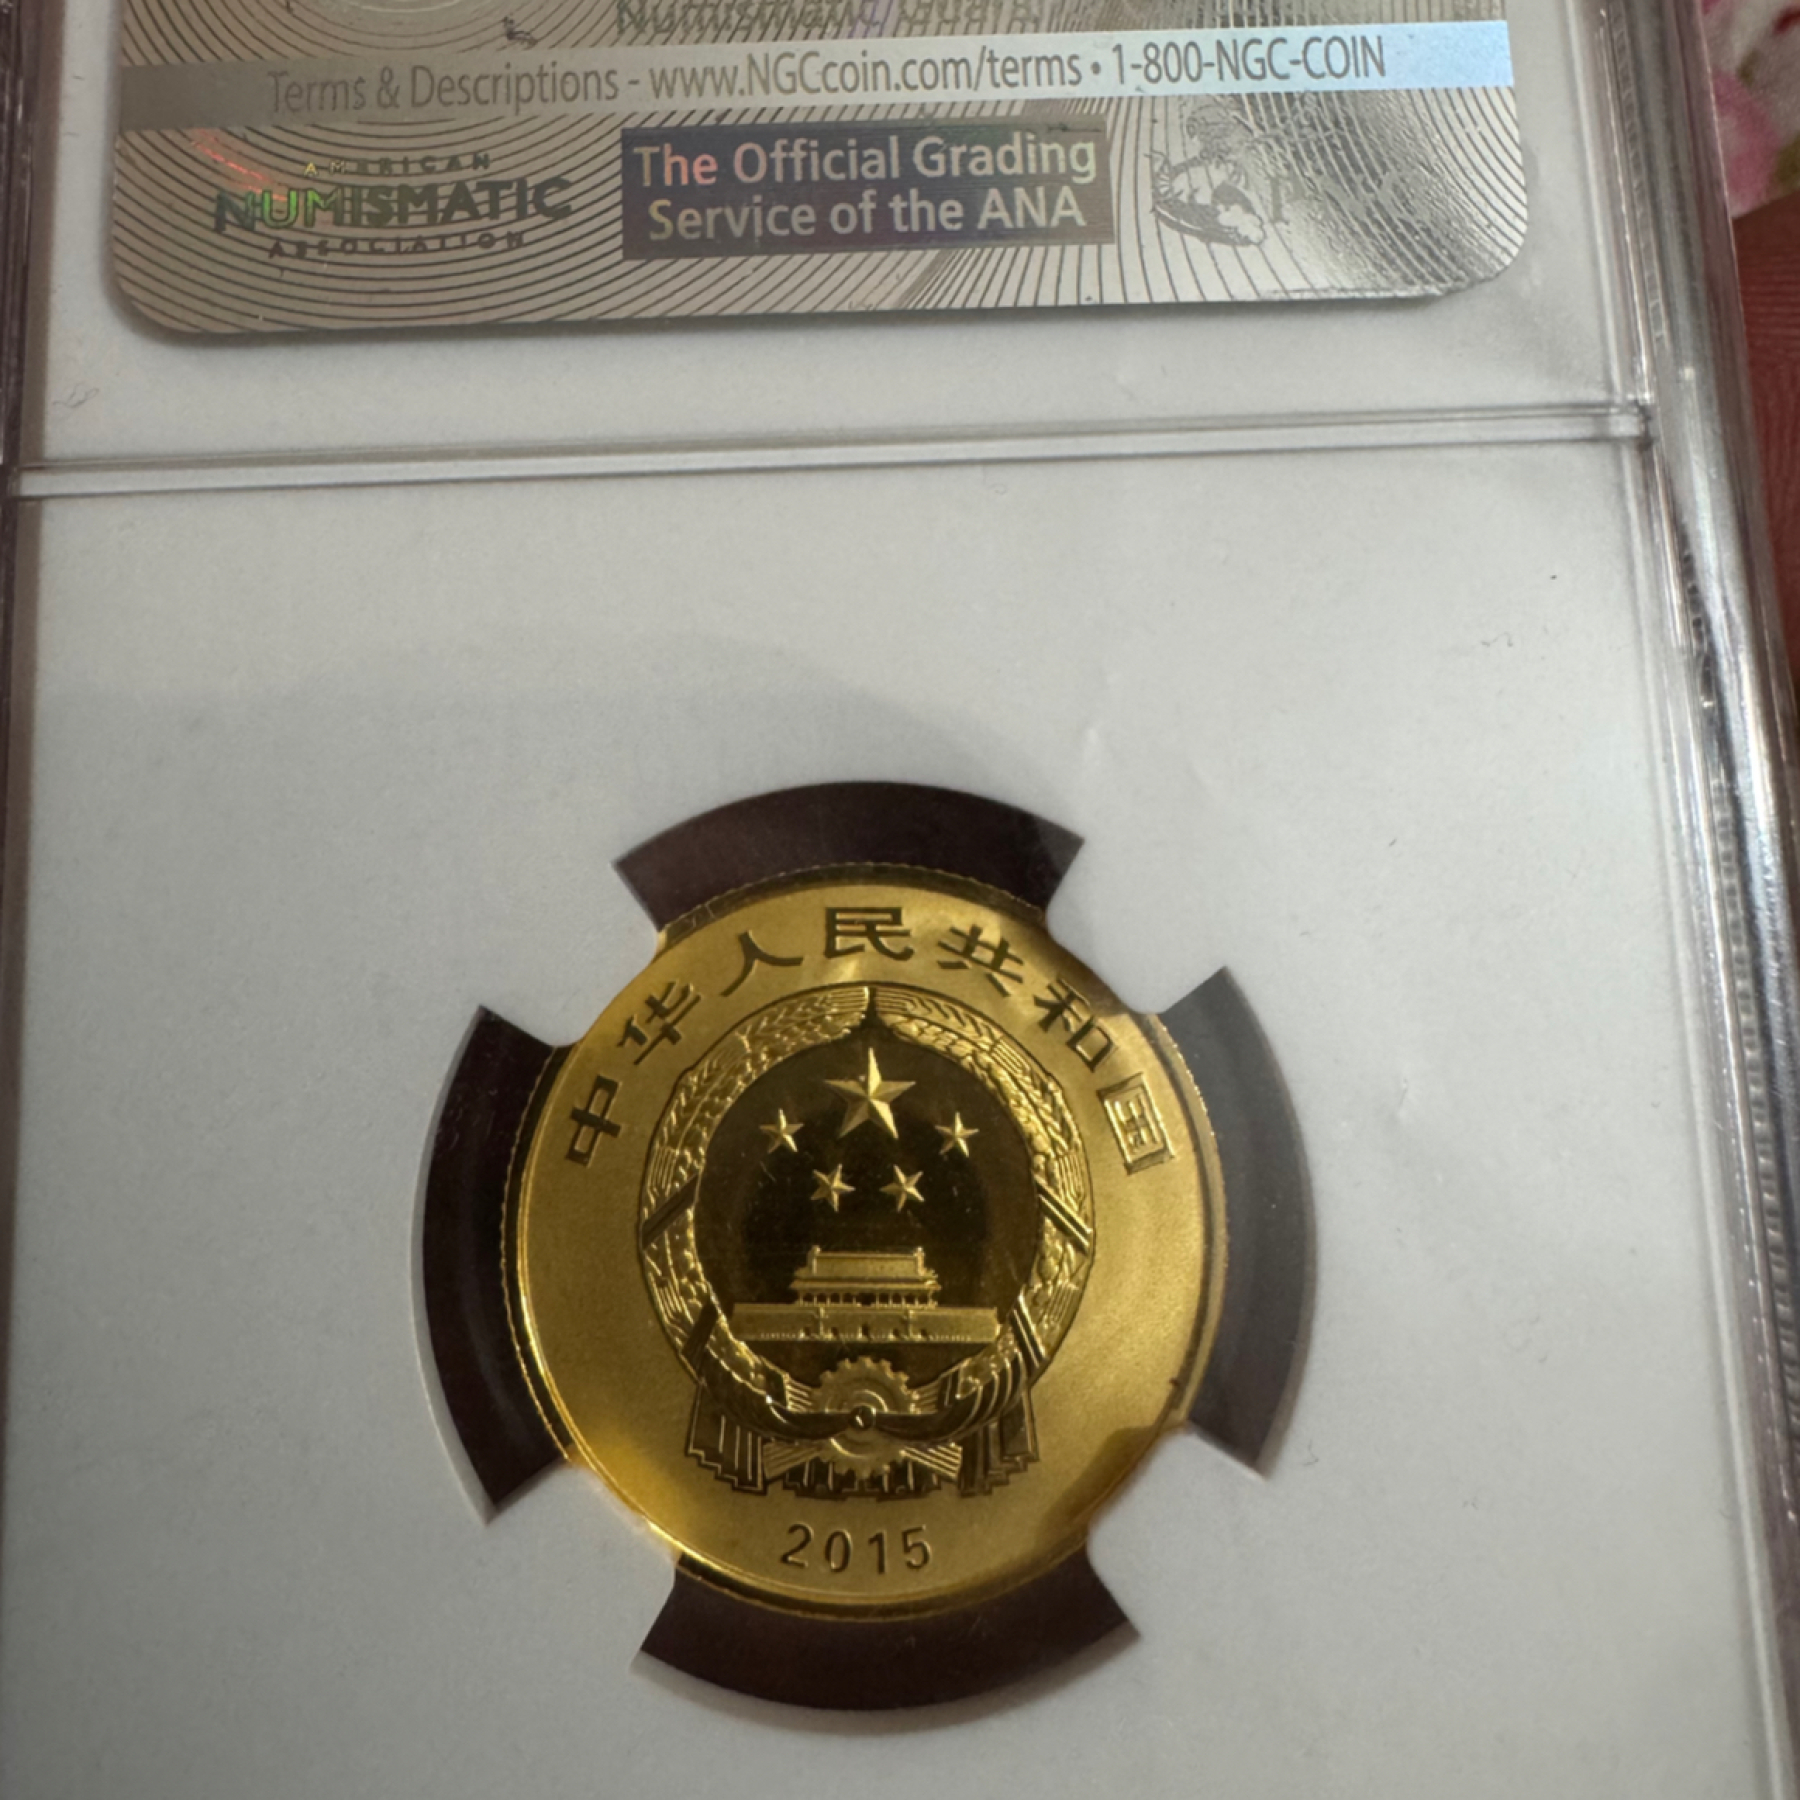 Numismatic
Terms & Descriptions - www.NGCcoin.com/terms • 1-800-NGC-COIN
AMERICAN
NUMISMATIC
ASSOCIATION
The Official Grading
Service of the ANA
中华人民共和国
2015